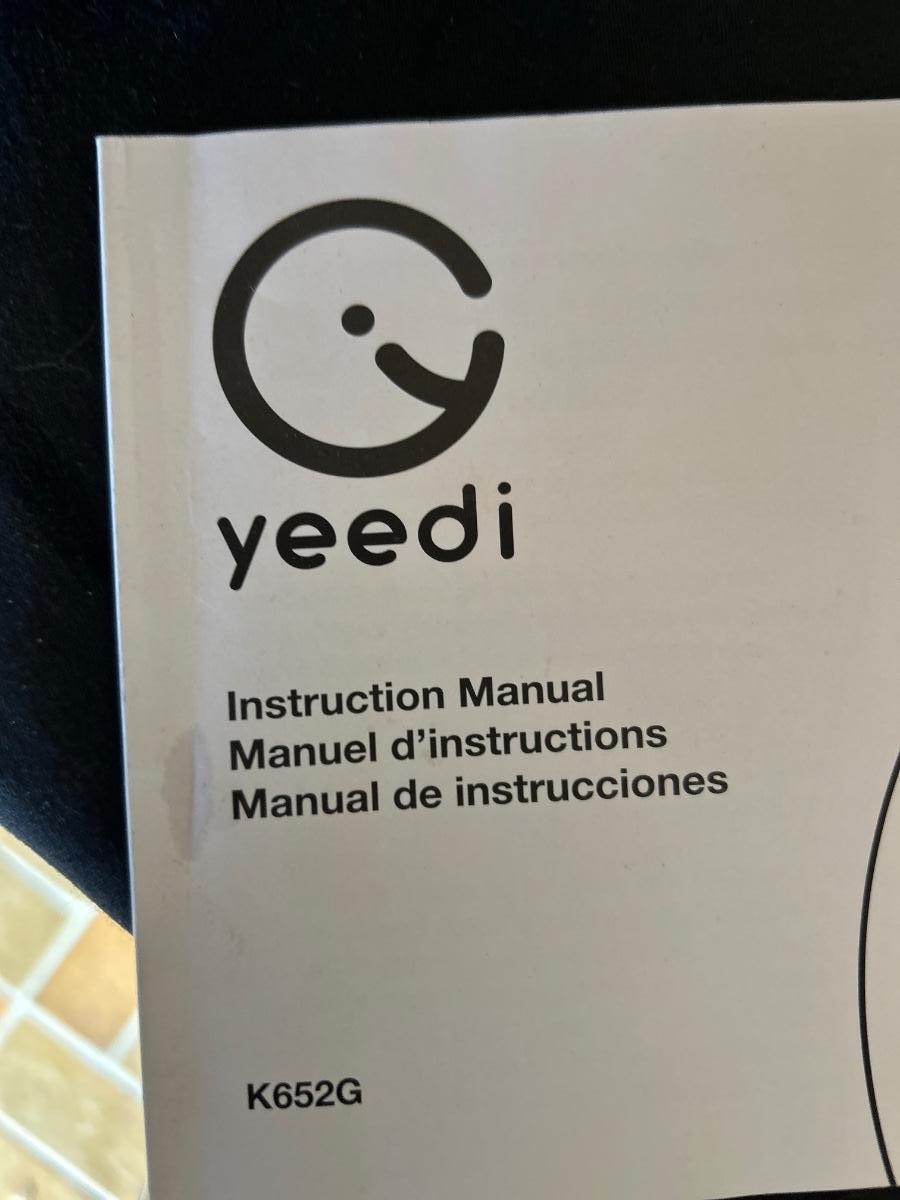 yeedi
Instruction Manual
Manuel d’instructions
Manual de instrucciones
K652G